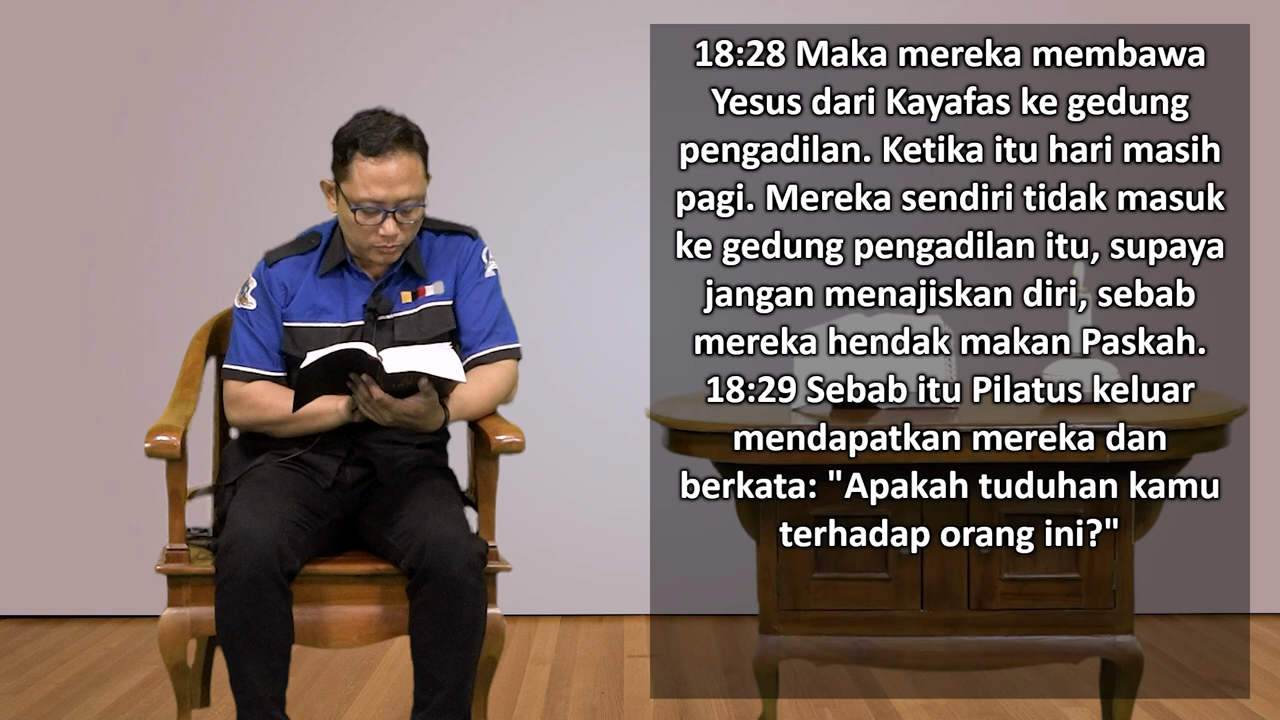 18:28 Maka mereka membawa
Yesus dari Kayafas ke gedung
pengadilan. Ketika itu hari masih
pagi. Mereka sendiri tidak masuk
ke gedung pengadilan itu, supaya
jangan menajiskan diri, sebab
mereka hendak makan Paskah.
18:29 Sebab itu Pilatus keluar
mendapatkan mereka dan
berkata: "Apakah tuduhan kamu
terhadap orang ini?"